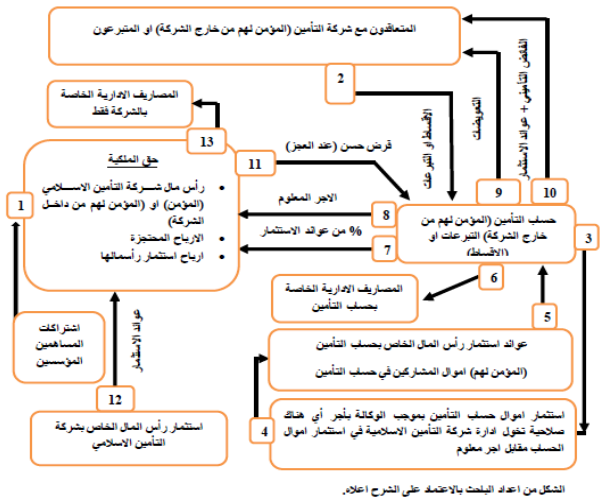 المتعاقدون مع شركة التأمين (المؤمن لهم من خارج الشركة) او المتبرعون
2
المصاريف الادارية الخاصة
بالشركة فقط
13
حق الملكية
رأس مال شركة التأمين الاسلامي
(المؤمن) او (المؤمن لهم من داخل
الشركة)
الارباح المحتجزة
ارباح استثمار رأسمالها
1
11
قرض حسن (عند العجز)
الاقساط او التبرعات
التعويضات
الفائض التأميني + عوائد الاستثمار
9
10
الاجر المعلوم
8
% من عوائد الاستثمار
7
حساب التأمين (المؤمن لهم من
خارج الشركة) التبرعات او
(الاقساط)
3
6
المصاريف الادارية الخاصة
بحساب التأمين
5
عوائد استثمار رأس المال الخاص بحساب التأمين
(المؤمن لهم) اموال المشاركين في حساب التأمين
اشتراكات
المساهمين
المؤسسين
عوائد الاستثمار
12
استثمار رأس المال الخاص بشركة
التأمين الاسلامي
4
استثمار اموال حساب التأمين بموجب الوكالة بأجر أي هناك
صلاحية تخول ادارة شركة التأمين الاسلامية في استثمار اموال
الحساب مقابل اجر معلوم
الشكل من اعداد الباحث بالاعتماد على الشرح اعلاه.